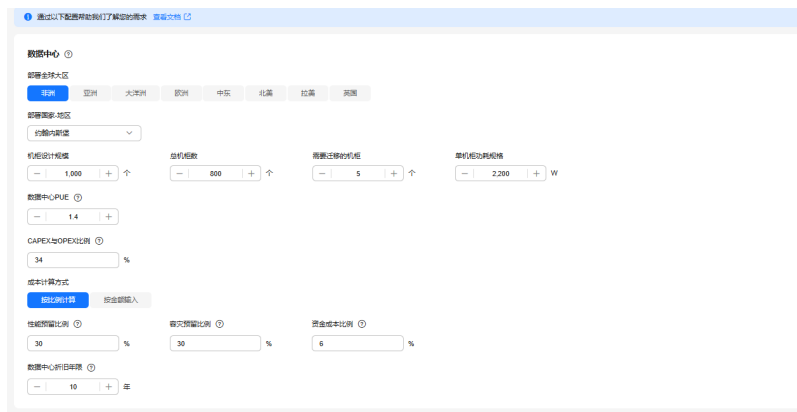 通过以下配置帮助我们了解您的需求 查看文档
数据中心
部署全球大区
非洲 亚洲 大洋洲 欧洲 中东 北美 拉美 英国
部署国家-地区
约翰内斯堡
机柜设计规模 总机柜数 需要迁移的机柜 单机柜功耗规格
1,000 个 800 个 5 个 2,200 W
数据中心PUE
1.4
CAPEX与OPEX比例
34 %
成本计算方式
按比例计算 按金额输入
性能预留比例 容灾预留比例 资金成本比例
30 % 30 % 6 %
数据中心折旧年限
10 年